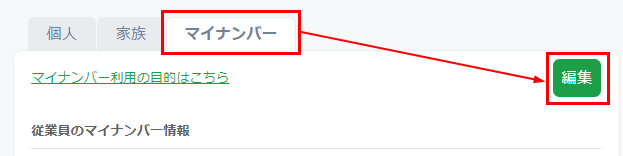 個人 家族 マイナンバー
マイナンバー利用の目的はこちら 編集
従業員のマイナンバー情報